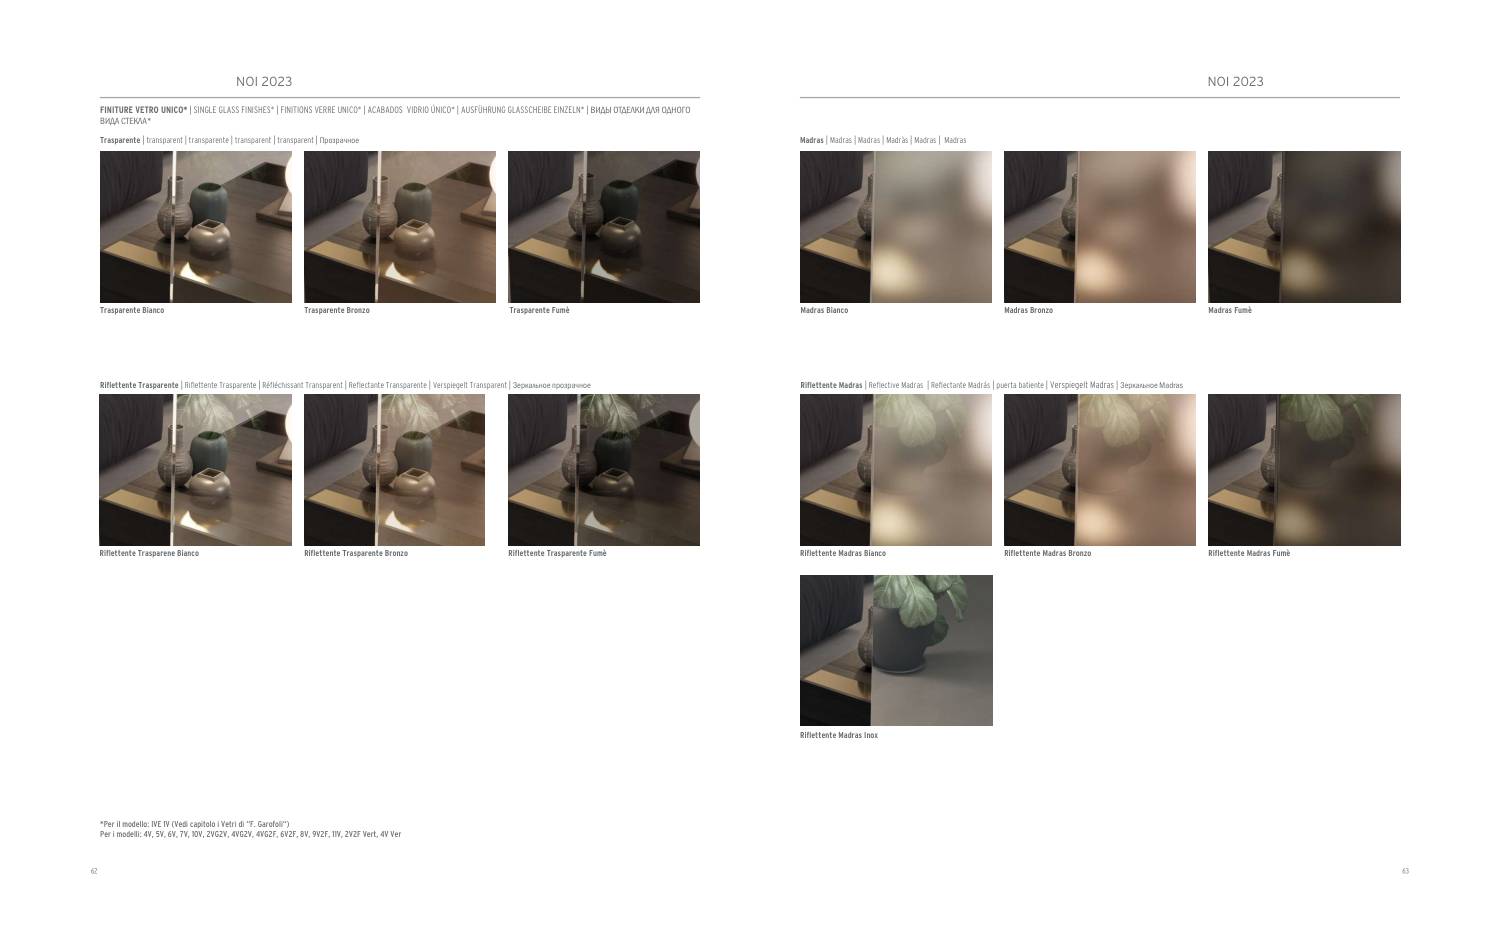 NOI 2023
FINITURE VETRO UNICO* | SINGLE GLASS FINISHES* | FINITIONS VERRE UNICO* | ACABADOS VIDRIO ÚNICO* | AUSFÜHRUNG GLASSCHEIBE EINZELN* | ВИДЫ ОТДЕЛКИ ДЛЯ ОДНОГО
ВИДА СТЕКЛА*
Trasparente | transparent | transparente | transparent | transparent | Прозрачное
Trasparente Bianco
Trasparente Bronzo
Trasparente Fumè
Riflettente Trasparente | Riflettente Trasparente | Réfléchissant Transparent | Reflectante Transparente | Verspiegelt Transparent | Зеркальное прозрачное
Riflettente Trasparene Bianco
Riflettente Trasparente Bronzo
Riflettente Trasparente Fumè
*Per il modello: IVE 1V (Vedi capitolo i Vetri di "F. Garofoli")
Per i modelli: 4V, 5V, 6V, 7V, 10V, 2VG2V, 4VG2V, 4VG2F, 6V2F, 8V, 9V2F, 11V, 2V2F Vert, 4V Ver
62
NOI 2023
Madras | Madras | Madras | Madràs | Madras | Madras
Madras Bianco
Madras Bronzo
Madras Fumè
Riflettente Madras | Reflective Madras | Reflectante Madrás | puerta batiente | Verspiegelt Madras | Зеркальное Madras
Riflettente Madras Bianco
Riflettente Madras Bronzo
Riflettente Madras Fumè
Riflettente Madras Inox
63